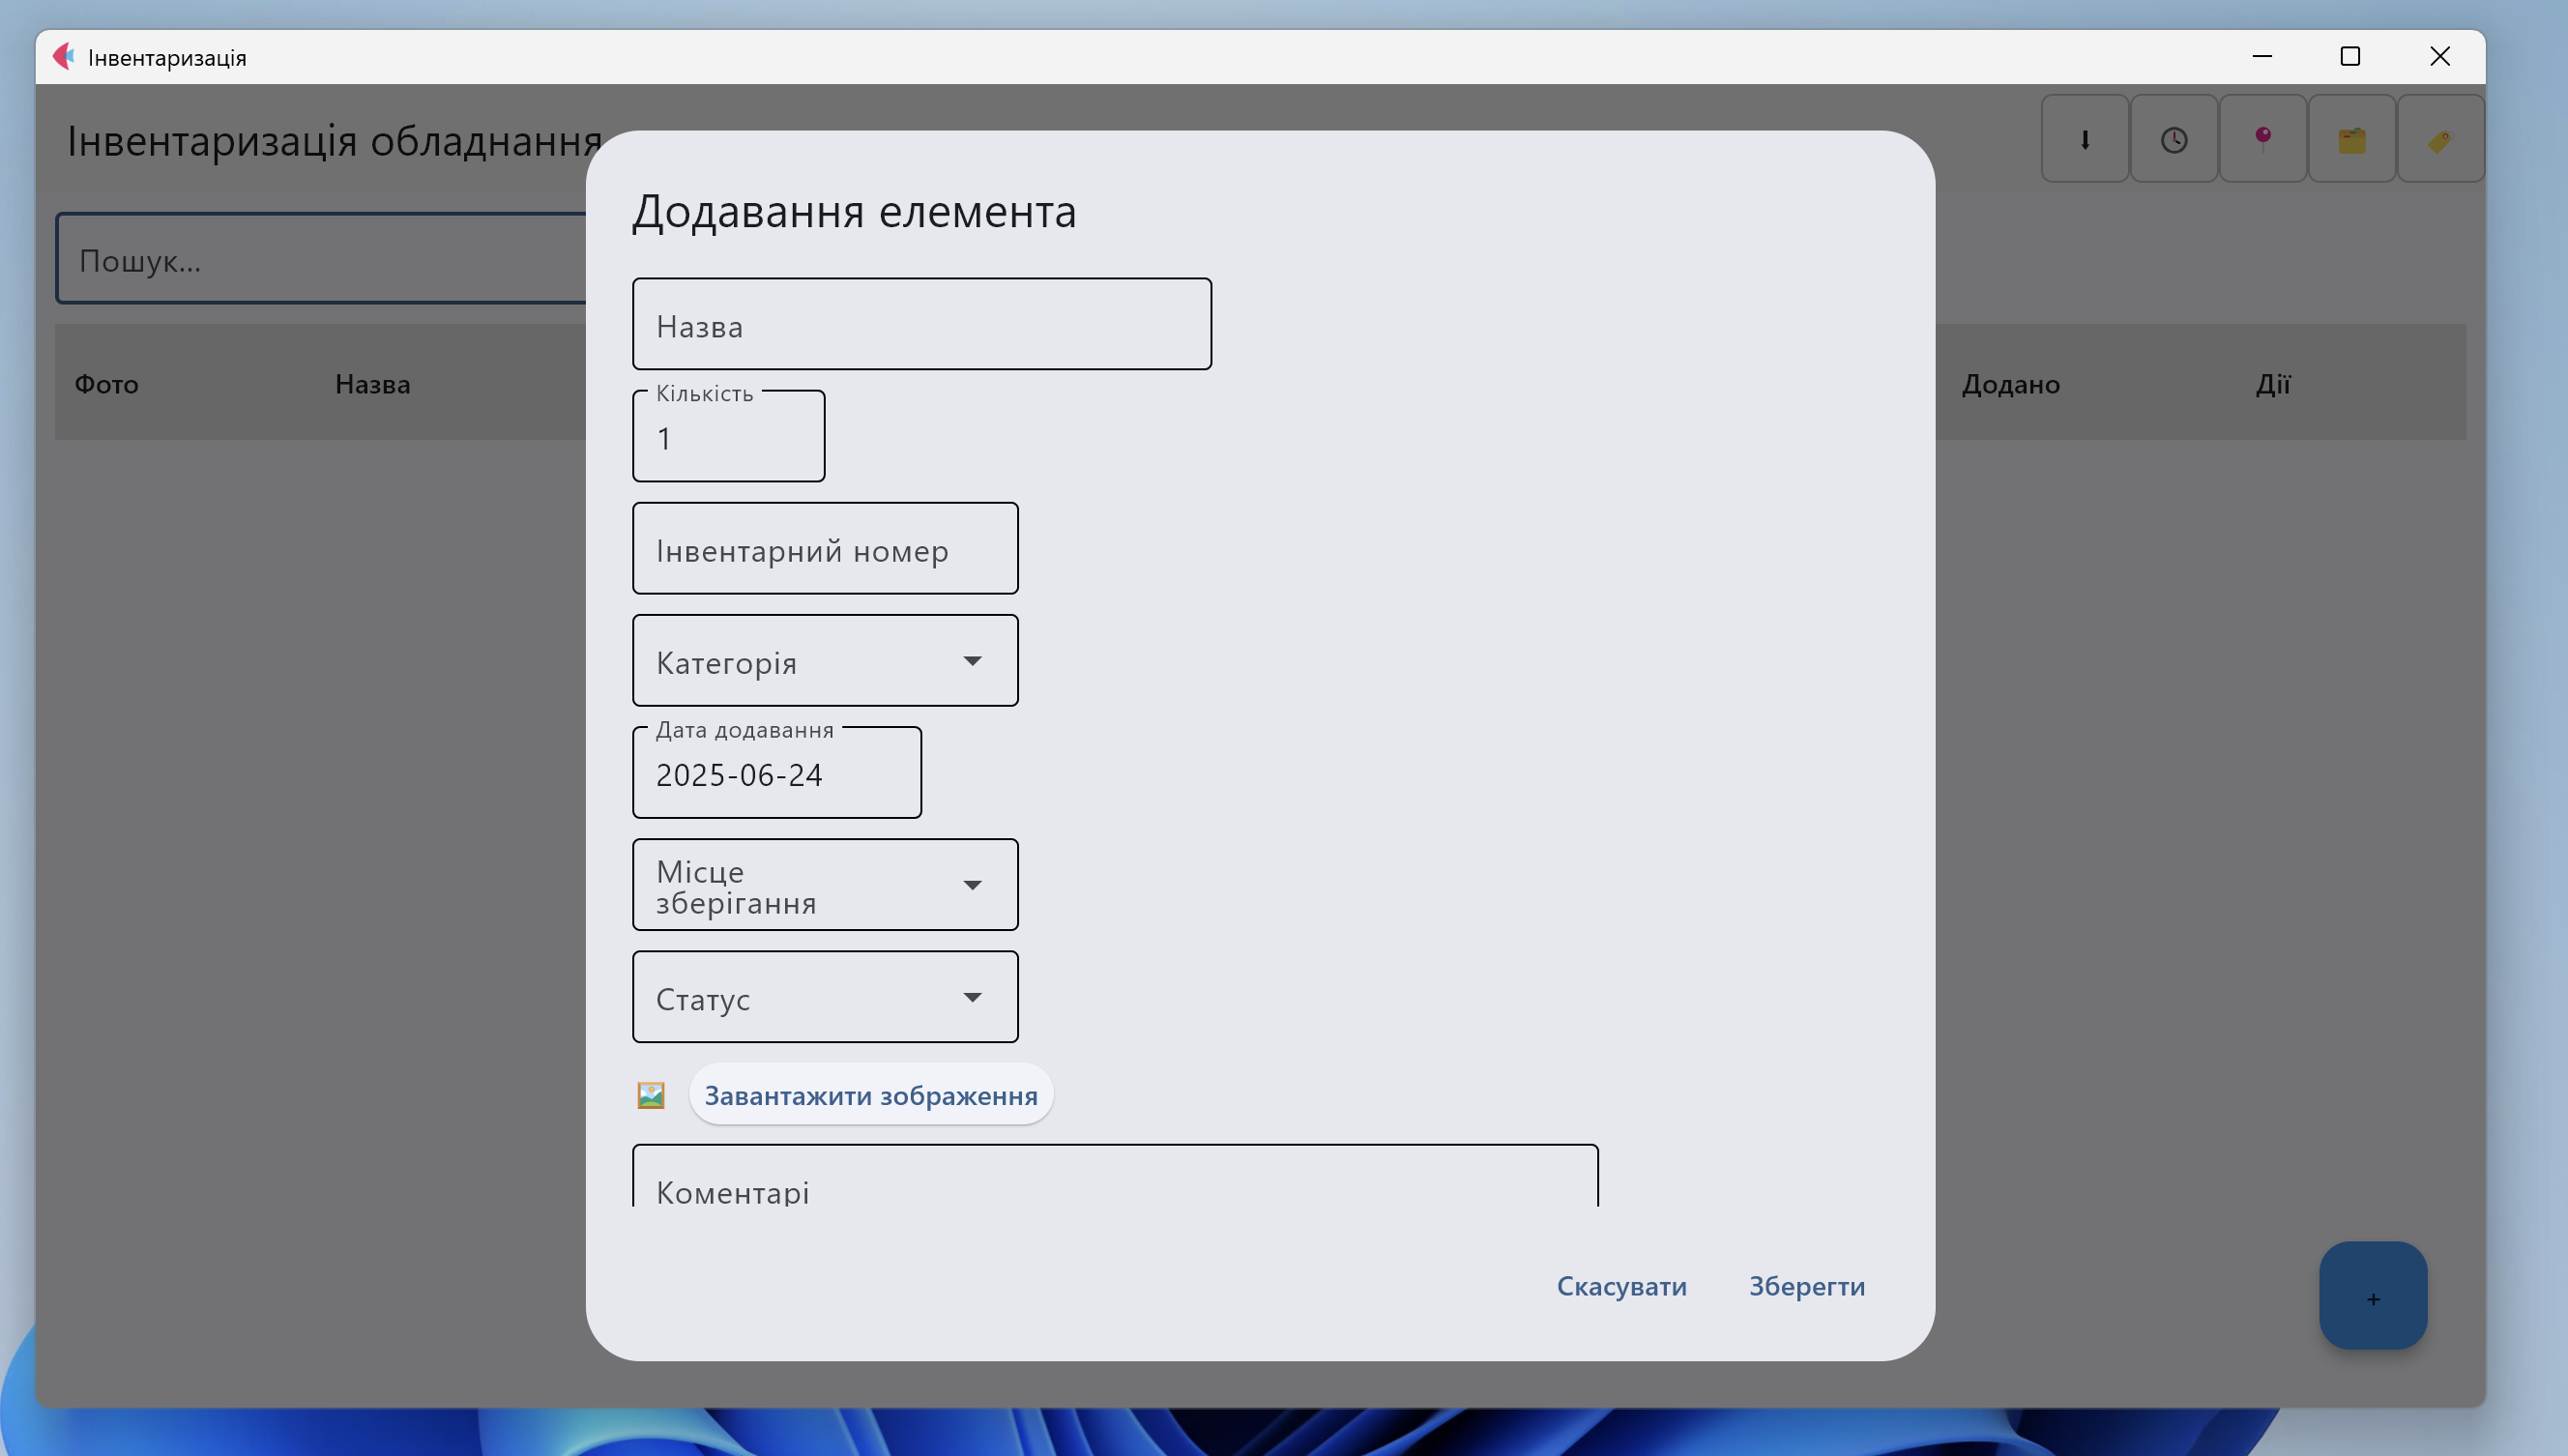 Інвентаризація
Інвентаризація обладнання
Пошук...
Фото Назва Додано Дії
Додавання елемента
Назва
Кількість
1
Інвентарний номер
Категорія
Дата додавання
2025-06-24
Місце
зберігання
Статус
Завантажити зображення
Коментарі
Скасувати Зберегти
+